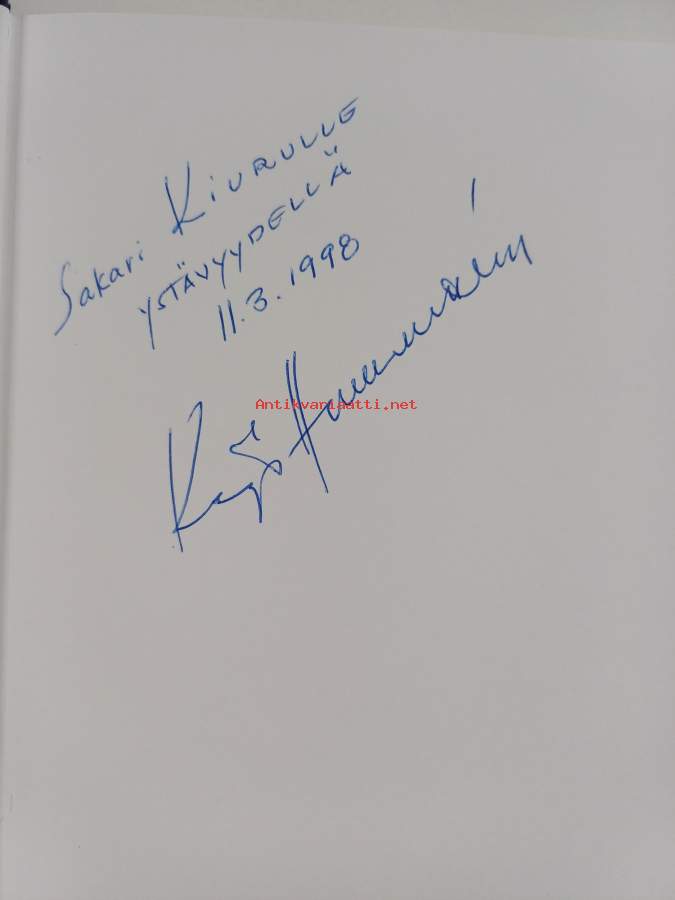 Sakari KIURULLE
YSTÄVYYDELLÄ
11.3.1998
Antikvariaatti.net